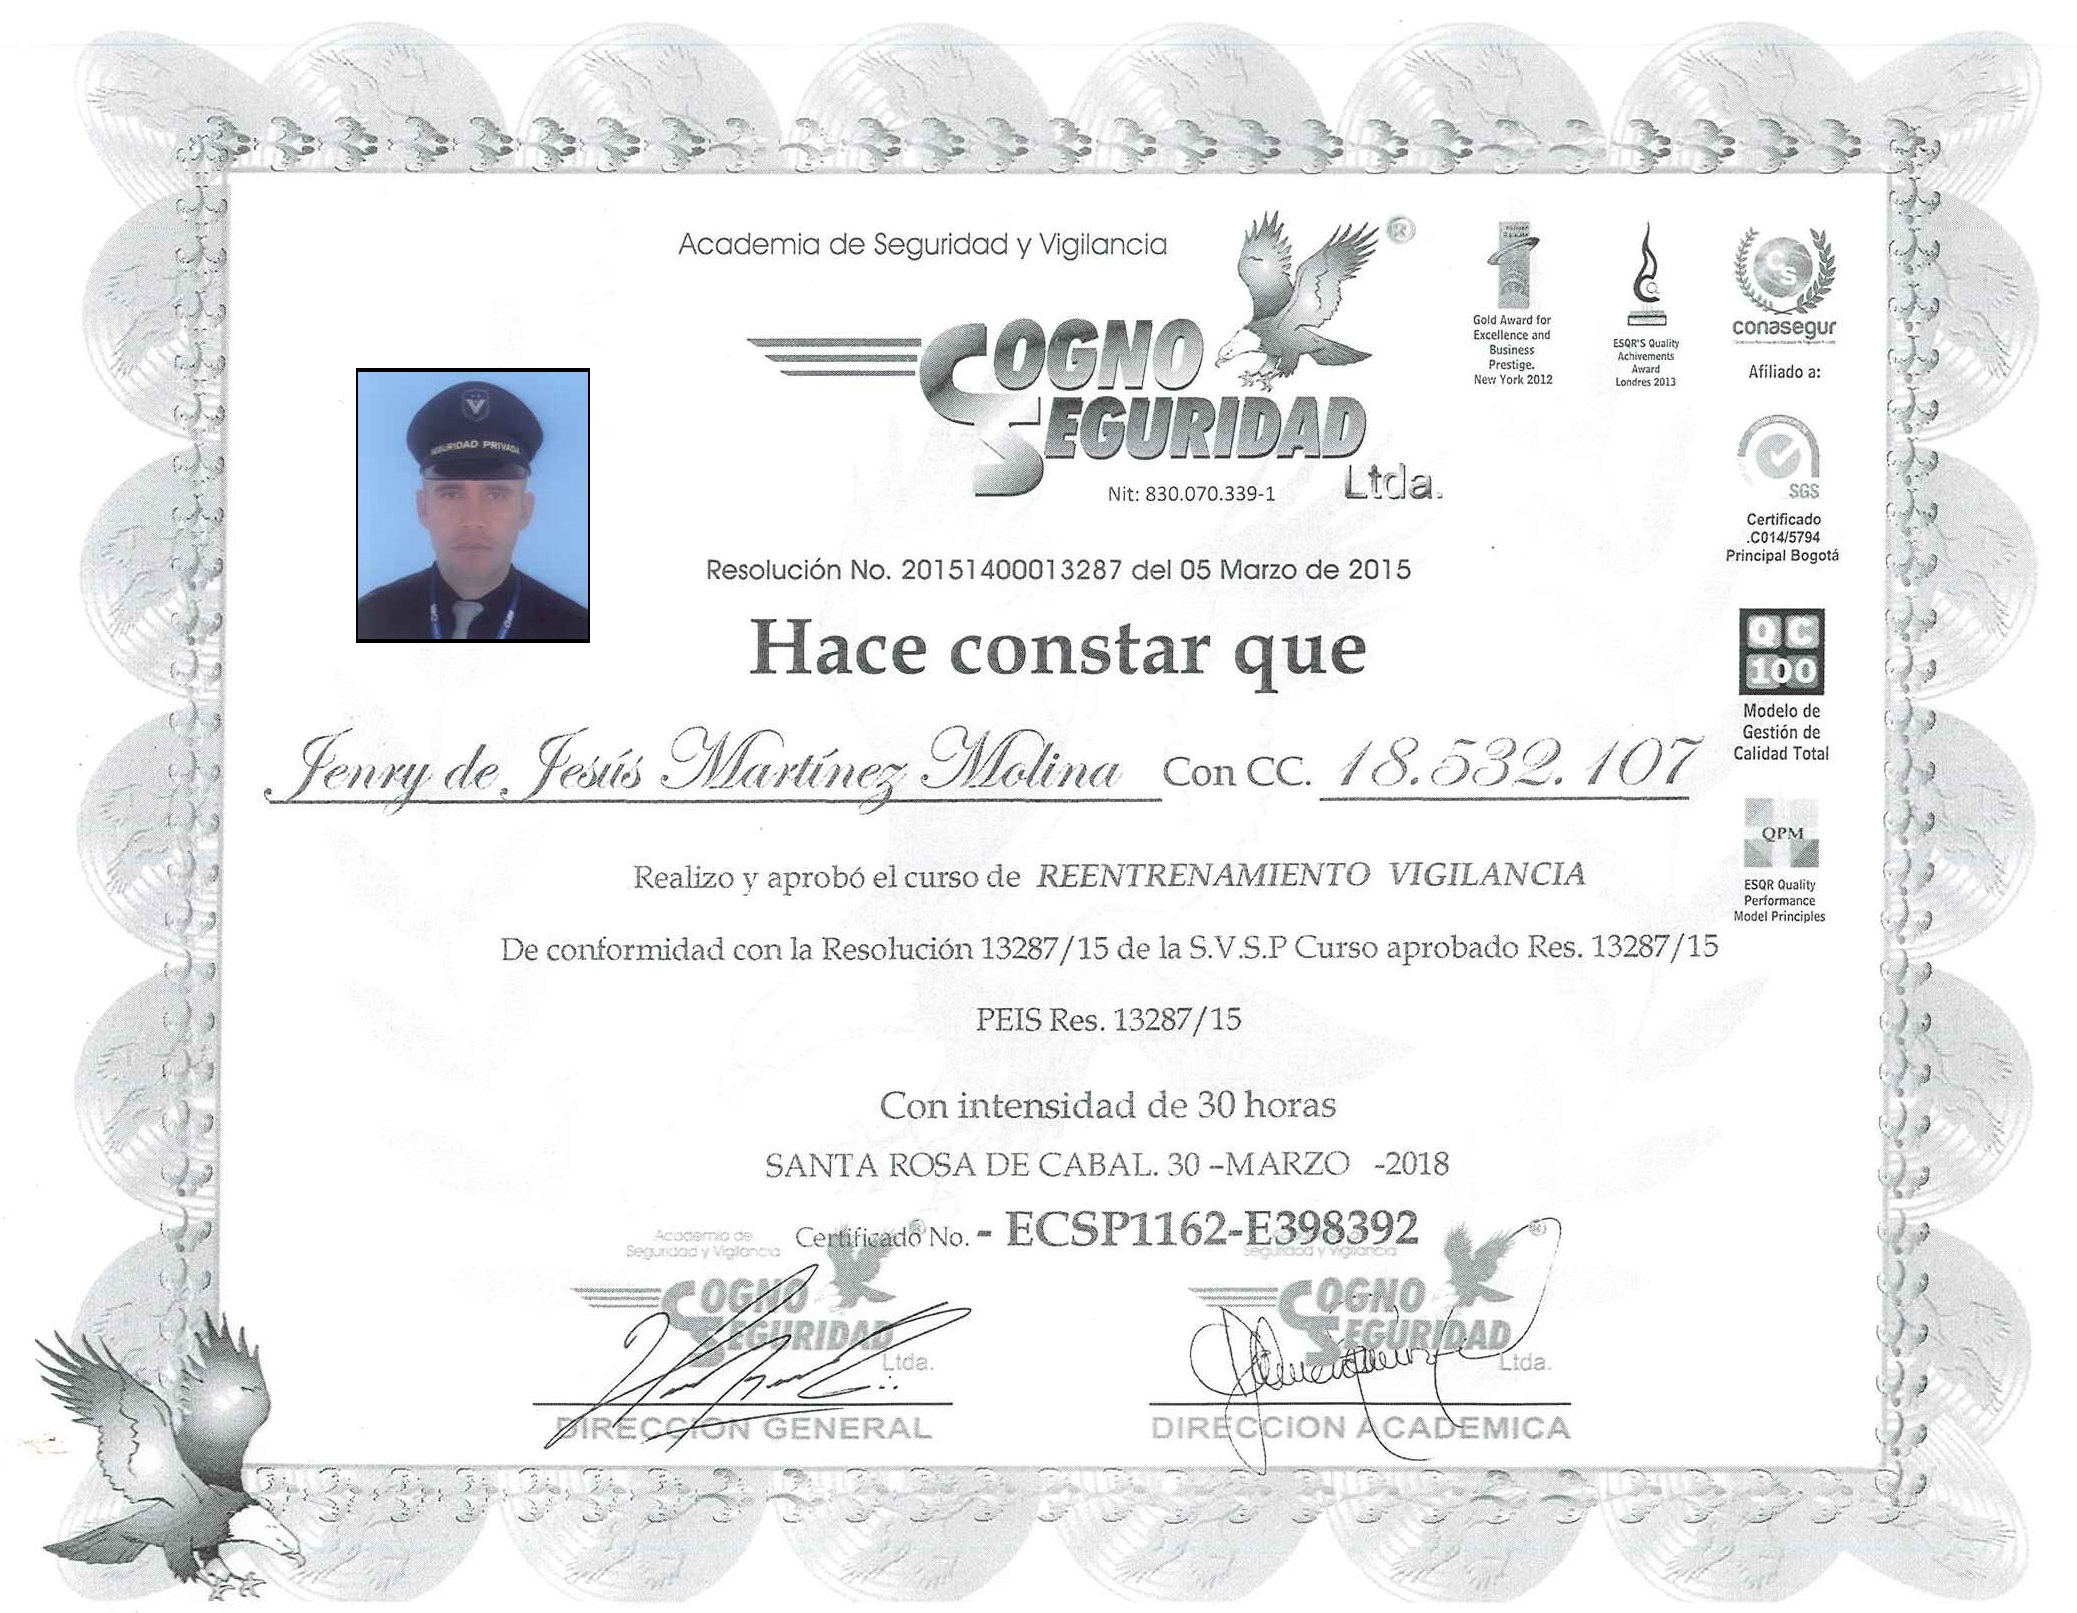 Academia de Seguridad y Vigilancia
®
COGNO
SEGURIDAD
Ltda.
Nit: 830.070.339-1
Gold Award for
Excellence and
Business
Prestige.
New York 2012
ESQR'S Quality
Achivements
Award
Londres 2013
CS
conasegur
Afiliado a:
SGS
Certificado
.C014/5794
Principal Bogotá
QC
100
Modelo de
Gestión de
Calidad Total
QPM
ESQR Quality
Performance
Model Principles
V
SEGURIDAD PRIVADA
Resolución No. 20151400013287 del 05 Marzo de 2015
Hace constar que
Jenry de Jesús Martínez Molina Con CC. 18.532.107
Realizo y aprobó el curso de REENTRENAMIENTO VIGILANCIA
De conformidad con la Resolución 13287/15 de la S.V.S.P Curso aprobado Res. 13287/15
PEIS Res. 13287/15
Con intensidad de 30 horas
SANTA ROSA DE CABAL. 30 –MARZO -2018
Certificado No. - ECSP1162-E398392
Academia de
Seguridad y Vigilancia
COGNO
SEGURIDAD
Ltda.
DIRECCION GENERAL
Seguridad y Vigilancia
COGNO
SEGURIDAD
Ltda.
DIRECCION ACADEMICA